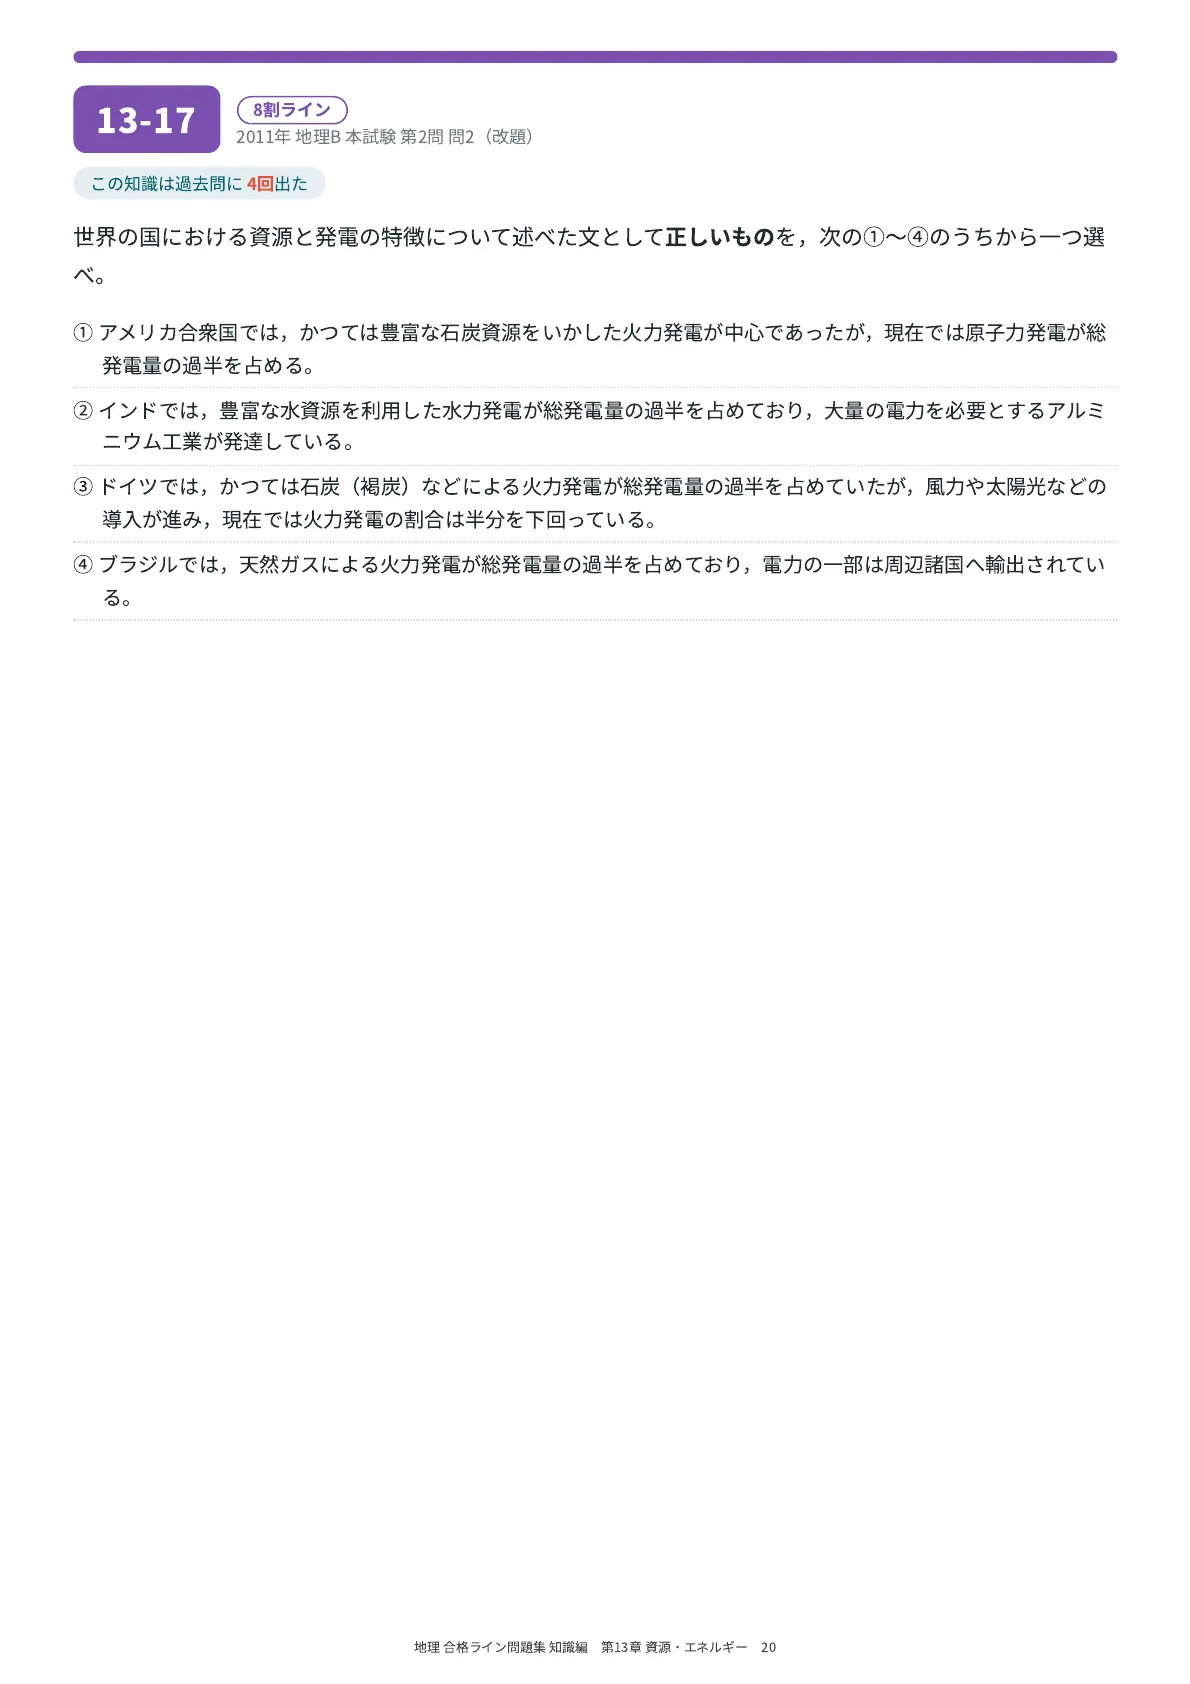 13-17
8割ライン
2011年 地理B 本試験 第2問 問2（改題）
この知識は過去問に 4回出た
世界の国における資源と発電の特徴について述べた文として正しいものを，次の①～④のうちから一つ選
べ。
① アメリカ合衆国では，かつては豊富な石炭資源をいかした火力発電が中心であったが，現在では原子力発電が総
発電量の過半を占める。
② インドでは，豊富な水資源を利用した水力発電が総発電量の過半を占めており，大量の電力を必要とするアルミ
ニウム工業が発達している。
③ ドイツでは，かつては石炭（褐炭）などによる火力発電が総発電量の過半を占めていたが，風力や太陽光などの
導入が進み，現在では火力発電の割合は半分を下回っている。
④ ブラジルでは，天然ガスによる火力発電が総発電量の過半を占めており，電力の一部は周辺諸国へ輸出されてい
る。
地理 合格ライン問題集 知識編　第13章 資源・エネルギー　20